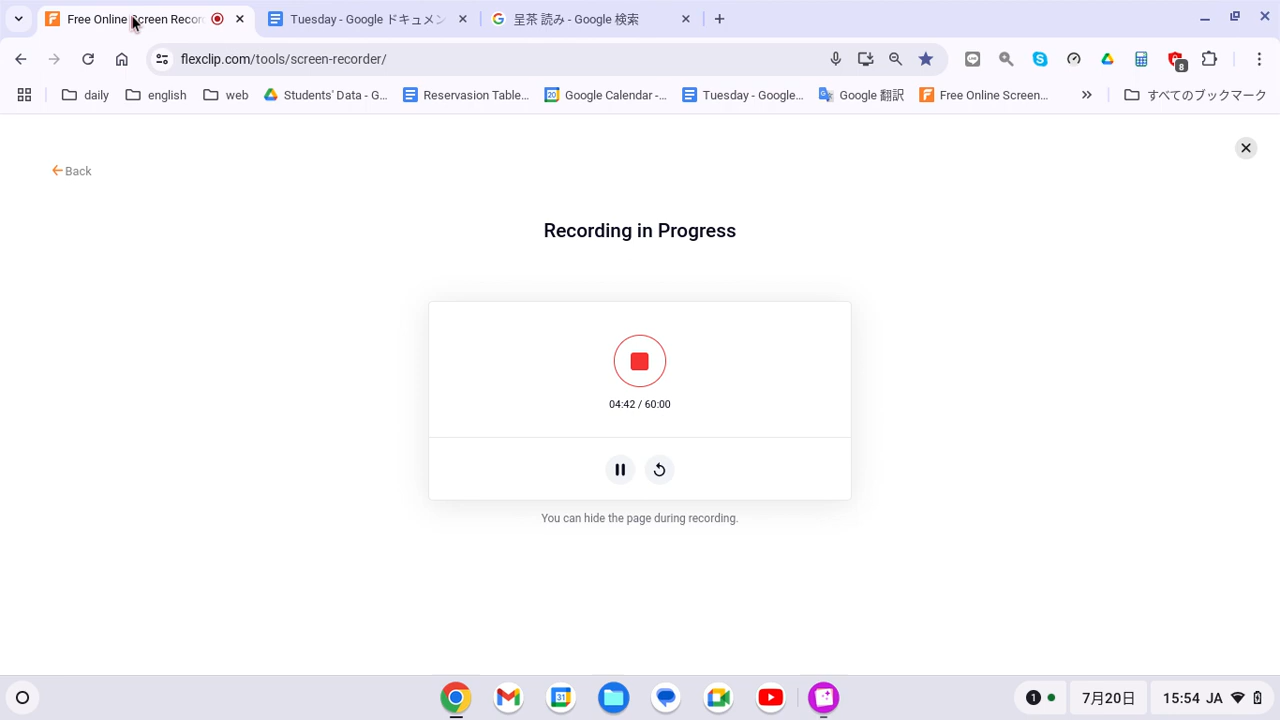 Free Online Screen Recor
Tuesday - Google ドキュメン
呈茶 読み - Google 検索
flexclip.com/tools/screen-recorder/
8
daily
english
web
Students' Data - G...
Reservasion Table...
20
Google Calendar -...
Tuesday - Google...
Google 翻訳
Free Online Screen...
すべてのブックマーク
Back
Recording in Progress
04:42 / 60:00
You can hide the page during recording.
31
1
7月20日
15:54 JA